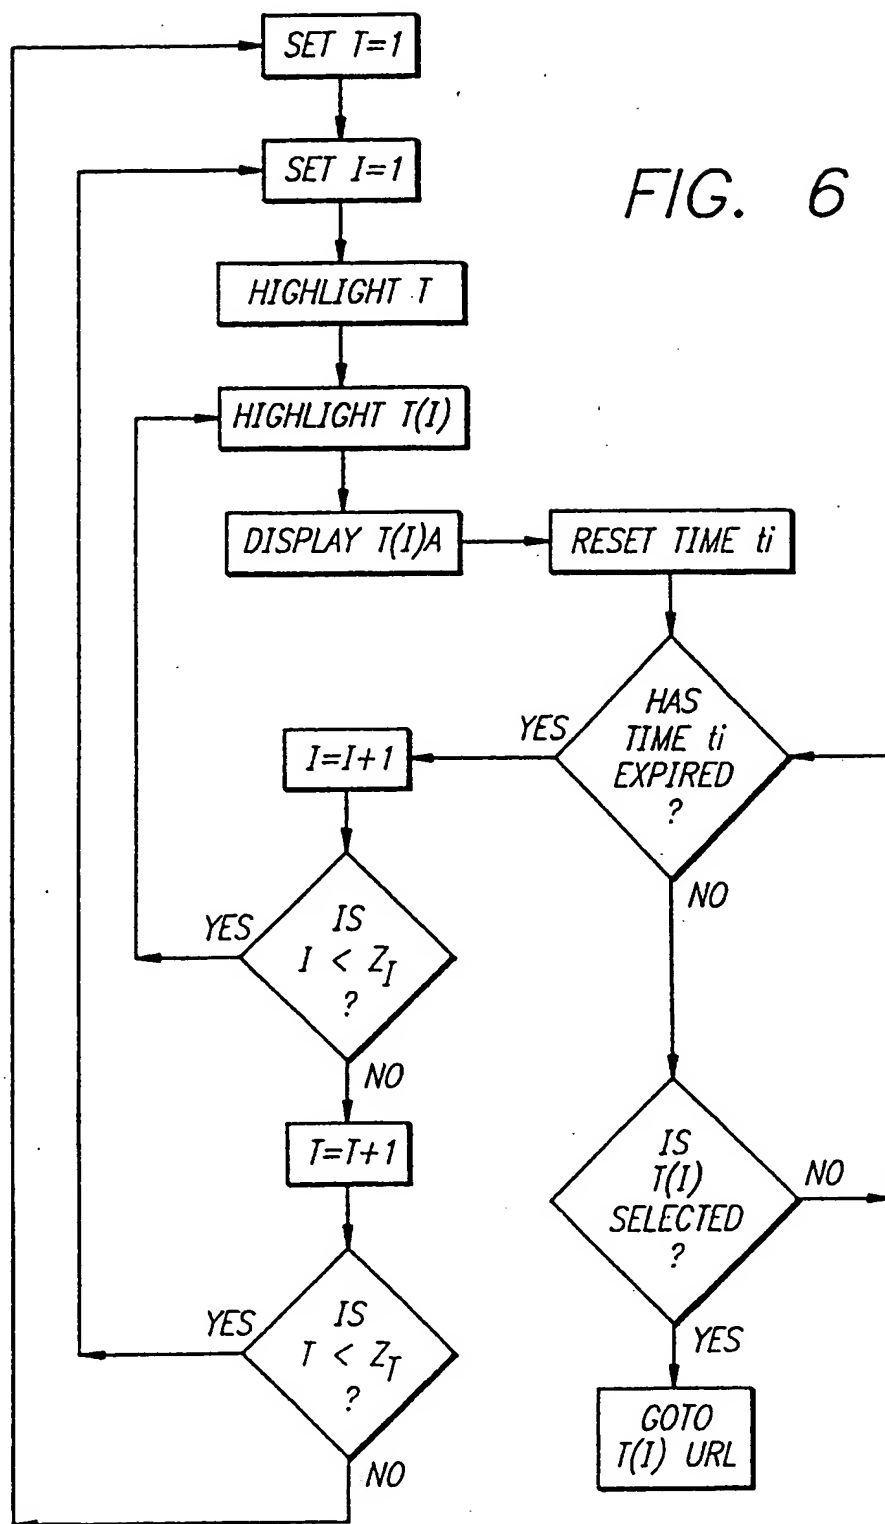 SET T=1
SET I=1
FIG. 6
HIGHLIGHT T
HIGHLIGHT T(I)
DISPLAY T(I)A
RESET TIME ti
HAS
TIME ti
EXPIRED
?
YES
NO
I=I+1
IS
I < Z_I
?
YES
NO
T=T+1
IS
T(I)
SELECTED
?
NO
YES
IS
T < Z_T
?
YES
NO
GOTO
T(I) URL